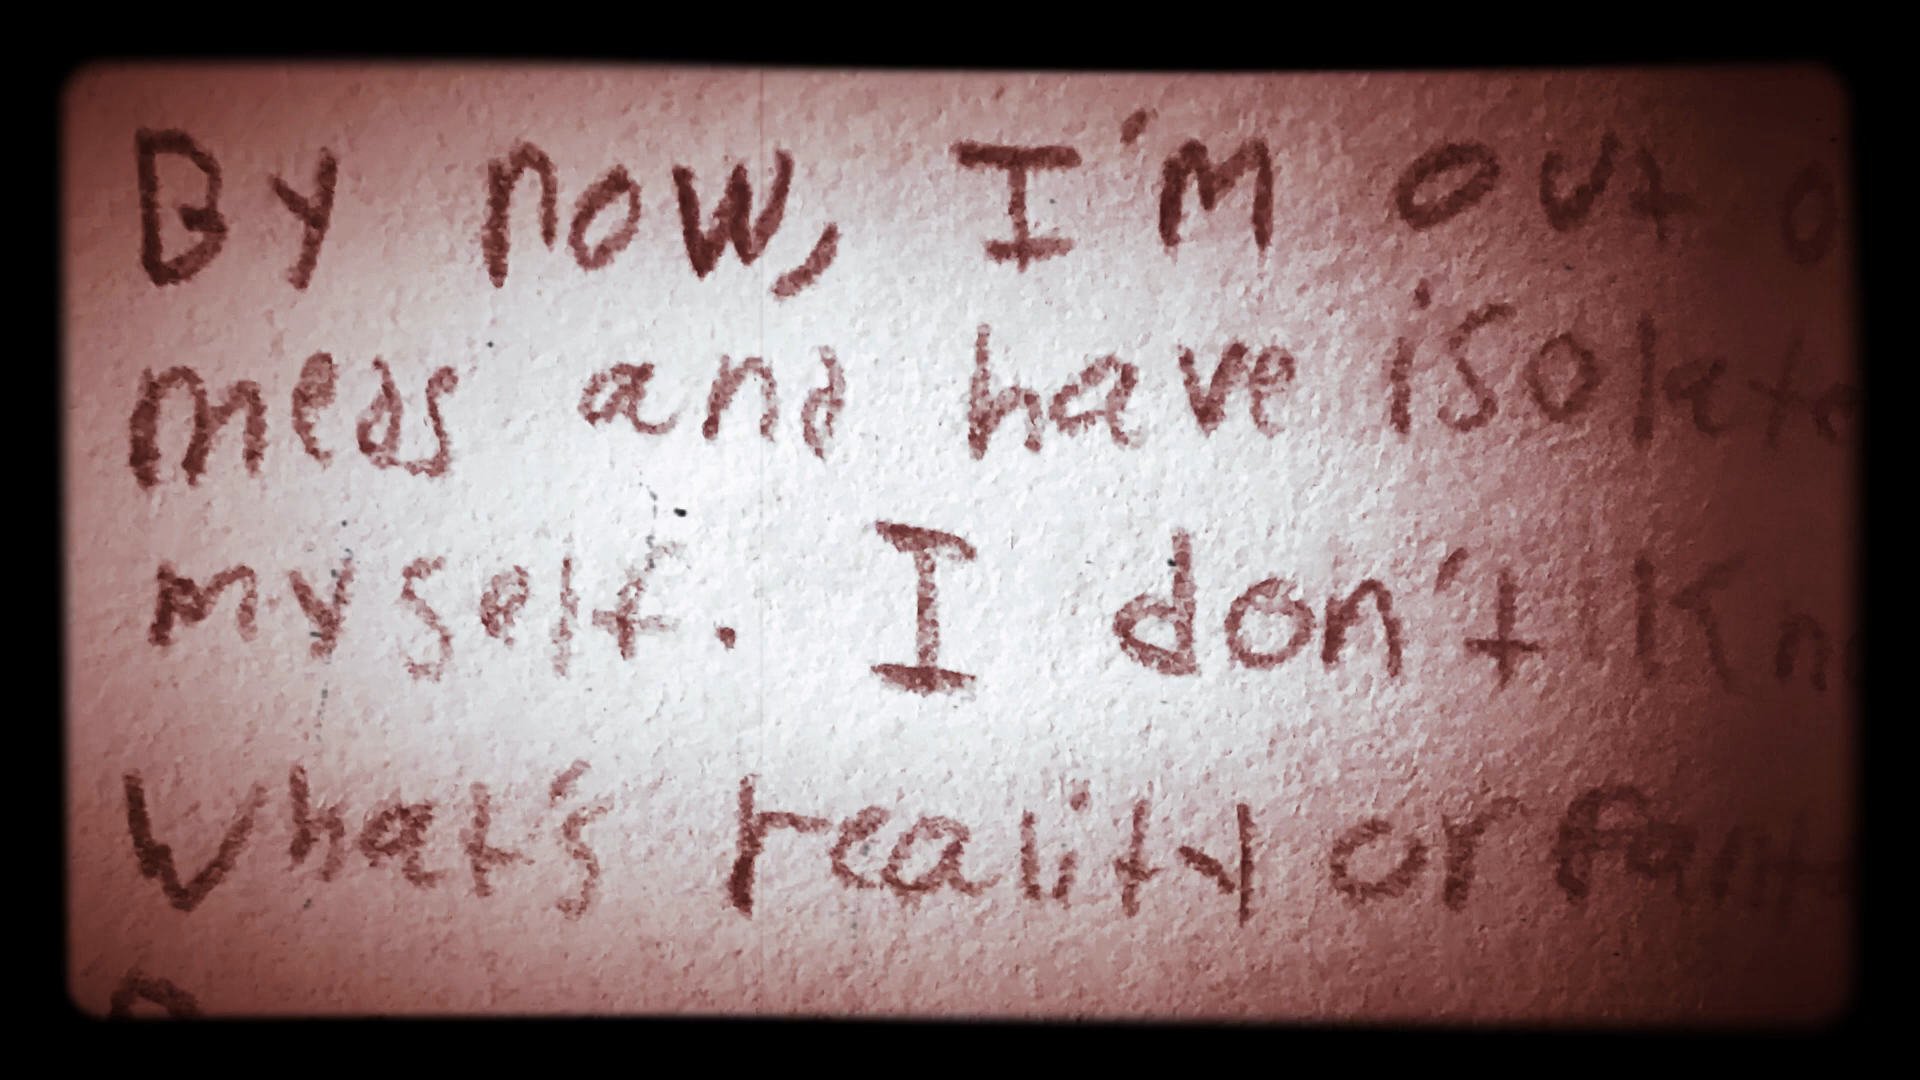 By now, I'm out
meds and have
myself. I don't
What's reality or